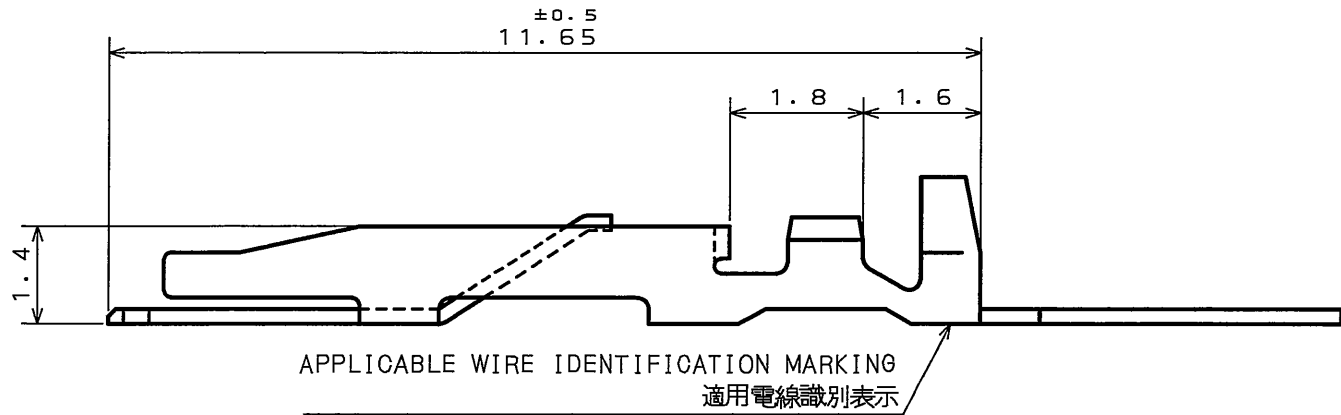 ±0.5
11.65
1.8
1.6
1.4
APPLICABLE WIRE IDENTIFICATION MARKING
適用電線識別表示